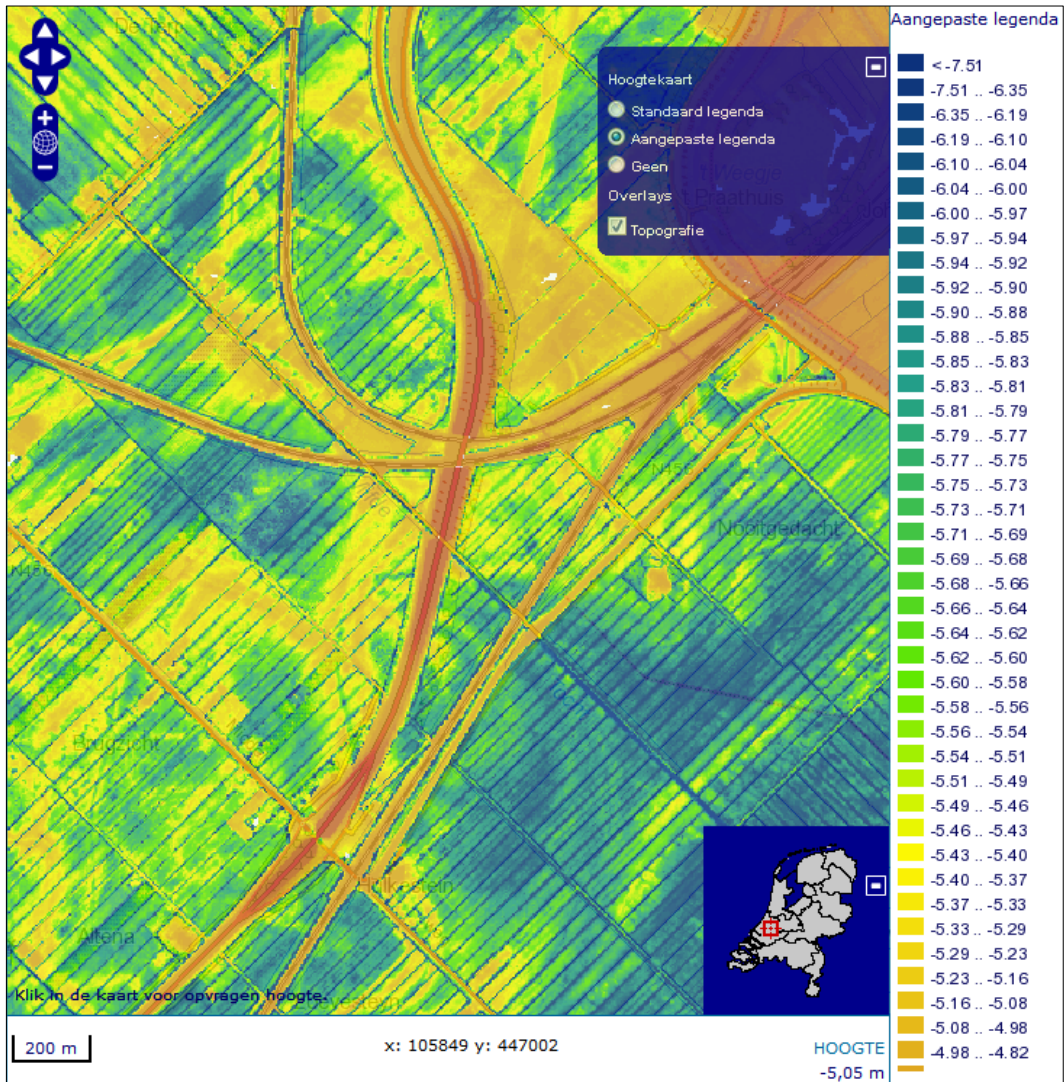 Aangepaste legenda
Hoogtekaart
Standaard legenda
Aangepaste legenda
Geen
Overlays
Topografie
't Weegje
t Praathuis
N456
Nooitgedacht
N456
Brugzicht
Hulkestein
Altena
Klik in de kaart voor opvragen hoogte.
200 m
x: 105849 y: 447002
HOOGTE
-5,05 m
< -7.51
-7.51 .. -6.35
-6.35 .. -6.19
-6.19 .. -6.10
-6.10 .. -6.04
-6.04 .. -6.00
-6.00 .. -5.97
-5.97 .. -5.94
-5.94 .. -5.92
-5.92 .. -5.90
-5.90 .. -5.88
-5.88 .. -5.85
-5.85 .. -5.83
-5.83 .. -5.81
-5.81 .. -5.79
-5.79 .. -5.77
-5.77 .. -5.75
-5.75 .. -5.73
-5.73 .. -5.71
-5.71 .. -5.69
-5.69 .. -5.68
-5.68 .. -5.66
-5.66 .. -5.64
-5.64 .. -5.62
-5.62 .. -5.60
-5.60 .. -5.58
-5.58 .. -5.56
-5.56 .. -5.54
-5.54 .. -5.51
-5.51 .. -5.49
-5.49 .. -5.46
-5.46 .. -5.43
-5.43 .. -5.40
-5.40 .. -5.37
-5.37 .. -5.33
-5.33 .. -5.29
-5.29 .. -5.23
-5.23 .. -5.16
-5.16 .. -5.08
-5.08 .. -4.98
-4.98 .. -4.82